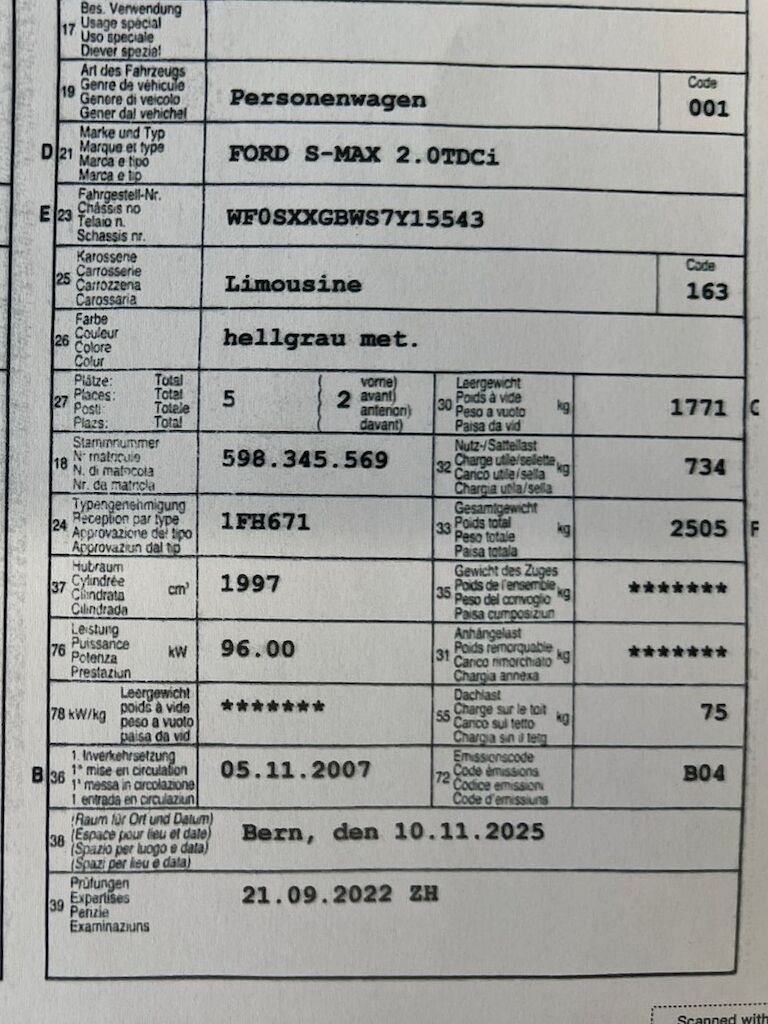 17 Bes. Verwendung
Usage spécial
Uso speciale
Diever spezial
19 Art des Fahrzeugs
Genre de véhicule
Genere di veicolo
Gener dal vehichel
Personenwagen
Code
001
D 21 Marke und Typ
Marque et type
Marca e tipo
Marca e tip
FORD S-MAX 2.0TDCi
E 23 Fahrgestell-Nr.
Châssis no
Telaio n.
Schassis nr.
WF0SXXGBWS7Y15543
25 Karosserie
Carrosserie
Carrozzeria
Carossaria
Limousine
Code
163
26 Farbe
Couleur
Colore
Colur
hellgrau met.
27 Plätze: Total
Places: Total
Posti: Totale
Plazs: Total
5 ( 2 vorne)
avant)
anteriori)
davant)
30 Leergewicht
Poids à vide
Peso a vuoto
Paisa da vid
kg
1771 C
18 Stammnummer
N° matricule
N. di matricola
Nr. da matricla
598.345.569
32 Nutz-/Sattellast
Charge utile/sellette
Carico utile/sella
Chargia utila/sella
kg
734
24 Typengenehmigung
Réception par type
Approvazione del tipo
Approvaziun dal tip
1FH671
33 Gesamtgewicht
Poids total
Peso totale
Paisa totala
kg
2505 F
37 Hubraum
Cylindrée
Cilindrata
Cilindrada
cm³
1997
35 Gewicht des Zuges
Poids de l'ensemble
Peso del convoglio
Paisa cumposiziun
kg
*******
76 Leistung
Puissance
Potenza
Prestaziun
kW
96.00
31 Anhängelast
Poids remorquable
Carico rimorchiato
Chargia annexa
kg
*******
78 kW/kg Leergewicht
poids à vide
peso a vuoto
paisa da vid
*******
55 Dachlast
Charge sur le toit
Carico sul tetto
Chargia sin il tetg
kg
75
B 36 1. Inverkehrsetzung
1° mise en circulation
1ª messa in circolazione
1. entrada en circulaziun
05.11.2007
72 Emissionscode
Code émissions
Codice emissioni
Code d'emissiuns
B04
38 (Raum für Ort und Datum)
(Espace pour lieu et date)
(Spazio per luogo e data)
(Spazi per lieu e data)
Bern, den 10.11.2025
39 Prüfungen
Expertises
Perizie
Examinaziuns
21.09.2022 ZH
Scanned with